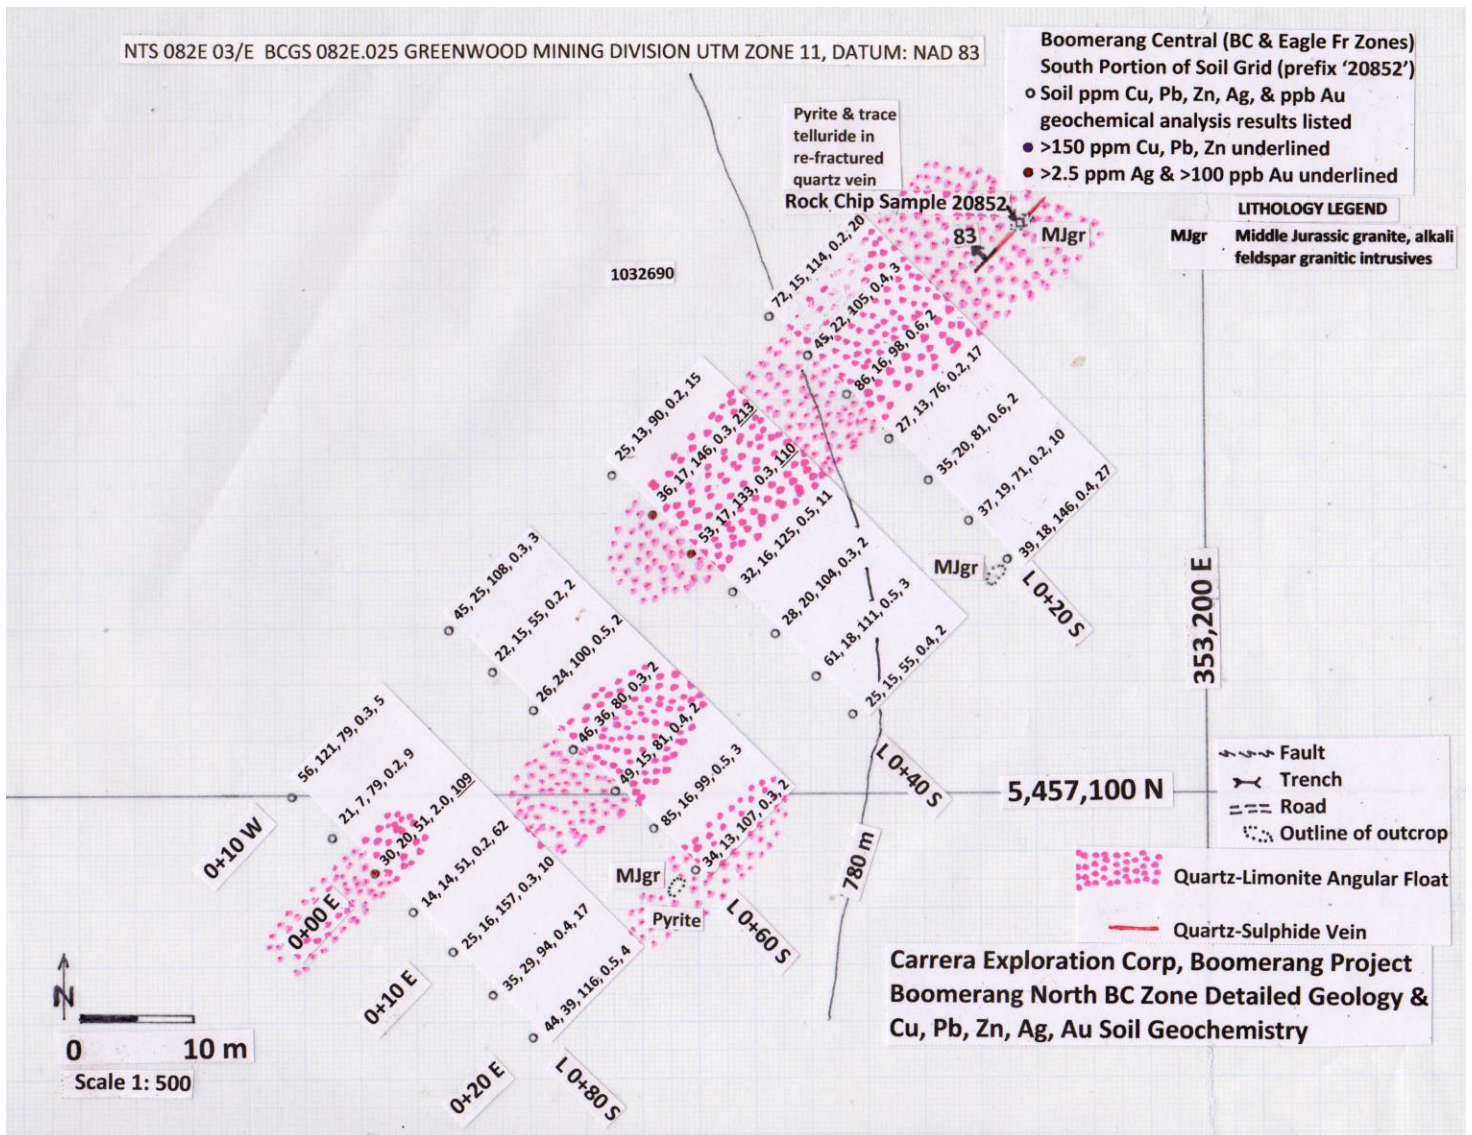 NTS 082E 03/E BCGS 082E.025 GREENWOOD MINING DIVISION UTM ZONE 11, DATUM: NAD 83
Boomerang Central (BC & Eagle Fr Zones)
South Portion of Soil Grid (prefix '20852')
Soil ppm Cu, Pb, Zn, Ag, & ppb Au
geochemical analysis results listed
>150 ppm Cu, Pb, Zn underlined
>2.5 ppm Ag & >100 ppb Au underlined
LITHOLOGY LEGEND
MJgr Middle Jurassic granite, alkali
feldspar granitic intrusives
Pyrite & trace
telluride in
re-fractured
quartz vein
Rock Chip Sample 20852
83
MJgr
1032690
72, 15, 114, 0.2, 20
45, 22, 105, 0.4, 3
86, 16, 98, 0.6, 2
27, 13, 76, 0.2, 17
35, 20, 81, 0.6, 2
37, 19, 71, 0.2, 10
39, 18, 146, 0.4, 27
MJgr
L 0+20 S
25, 13, 90, 0.2, 15
36, 17, 146, 0.3, 213
53, 17, 133, 0.3, 110
32, 16, 125, 0.5, 11
28, 20, 104, 0.3, 2
61, 18, 111, 0.5, 3
25, 15, 55, 0.4, 2
L 0+40 S
45, 25, 108, 0.3, 3
22, 15, 55, 0.2, 2
26, 24, 100, 0.5, 2
46, 36, 80, 0.3, 2
49, 15, 81, 0.4, 2
85, 16, 99, 0.5, 3
34, 13, 107, 0.3, 2
MJgr
Pyrite
L 0+60 S
56, 121, 79, 0.3, 5
21, 7, 79, 0.2, 9
30, 20, 51, 2.0, 109
14, 14, 51, 0.2, 62
25, 16, 157, 0.3, 10
35, 29, 94, 0.4, 17
44, 39, 116, 0.5, 4
L 0+80 S
0+10 W
0+00 E
0+10 E
0+20 E
780 m
353,200 E
5,457,100 N
Fault
Trench
Road
Outline of outcrop
Quartz-Limonite Angular Float
Quartz-Sulphide Vein
Carrera Exploration Corp, Boomerang Project
Boomerang North BC Zone Detailed Geology &
Cu, Pb, Zn, Ag, Au Soil Geochemistry
N
0 10 m
Scale 1: 500